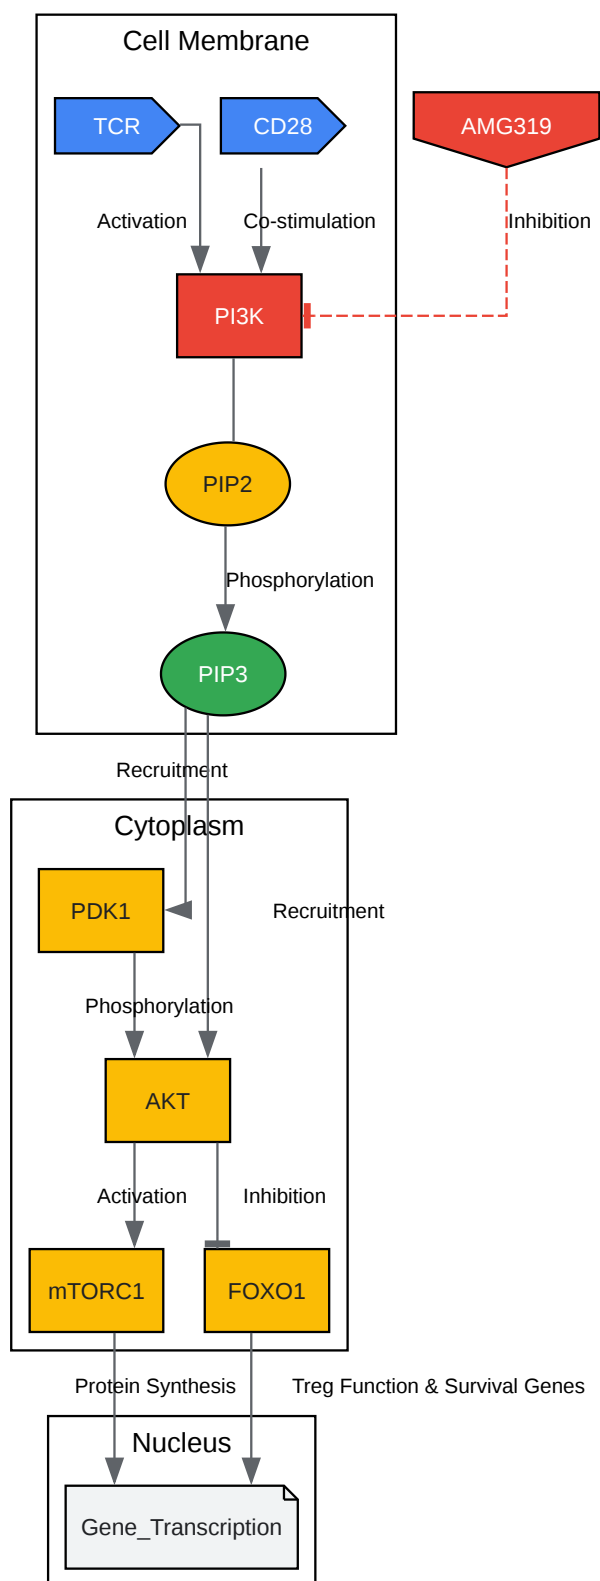 Cell Membrane
TCR
CD28
AMG319
Activation
Co-stimulation
Inhibition
PI3K
PIP2
Phosphorylation
PIP3
Recruitment
Cytoplasm
PDK1
Recruitment
Phosphorylation
AKT
Activation
Inhibition
mTORC1
FOXO1
Protein Synthesis
Treg Function & Survival Genes
Nucleus
Gene_Transcription